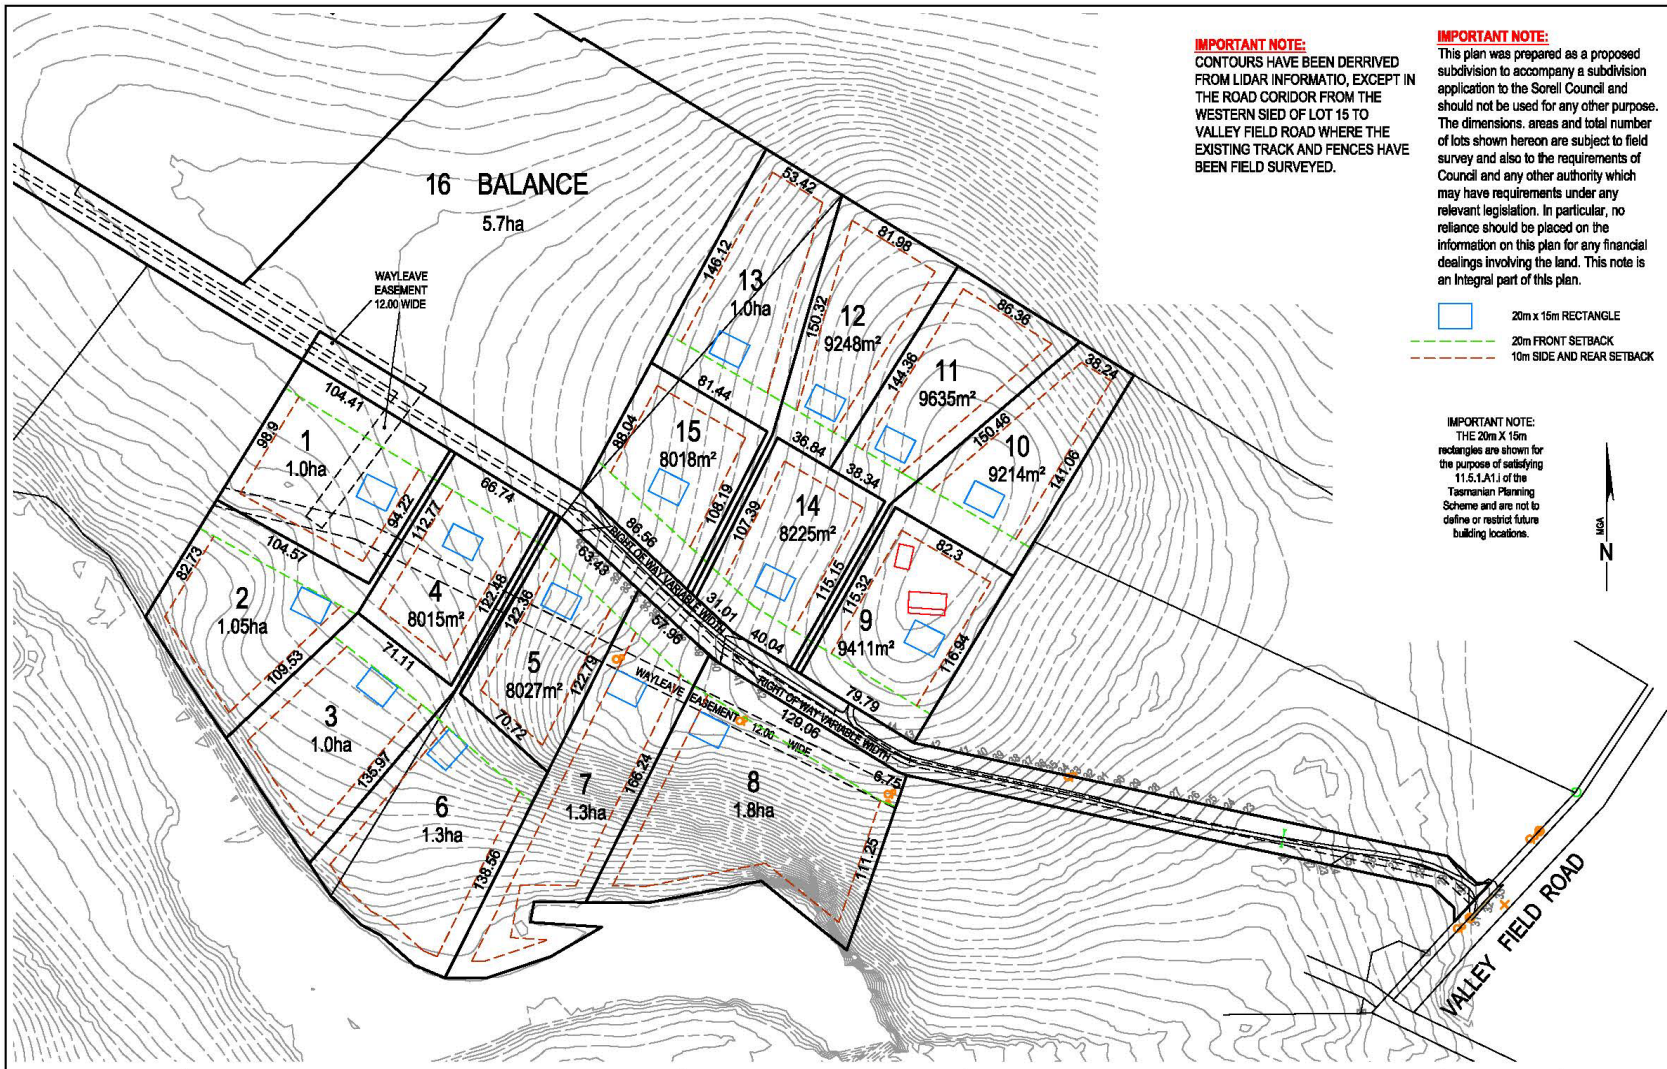 IMPORTANT NOTE:
CONTOURS HAVE BEEN DERRIVED
FROM LIDAR INFORMATIO, EXCEPT IN
THE ROAD CORIDOR FROM THE
WESTERN SIED OF LOT 15 TO
VALLEY FIELD ROAD WHERE THE
EXISTING TRACK AND FENCES HAVE
BEEN FIELD SURVEYED.
IMPORTANT NOTE:
This plan was prepared as a proposed
subdivision to accompany a subdivision
application to the Sorell Council and
should not be used for any other purpose.
The dimensions. areas and total number
of lots shown hereon are subject to field
survey and also to the requirements of
Council and any other authority which
may have requirements under any
relevant legislation. In particular, no
reliance should be placed on the
information on this plan for any financial
dealings involving the land. This note is
an integral part of this plan.
20m x 15m RECTANGLE
20m FRONT SETBACK
10m SIDE AND REAR SETBACK
IMPORTANT NOTE:
THE 20m X 15m
rectangles are shown for
the purpose of satisfying
11.5.1.A1.i of the
Tasmanian Planning
Scheme and are not to
define or restrict future
building locations.
MGA
N
16 BALANCE
5.7ha
WAYLEAVE
EASEMENT
12.00 WIDE
53.42
146.12
13
1.0ha
81.98
150.32
12
9248m²
86.36
144.36
11
9635m²
38.24
150.46
10
9214m²
141.06
81.44
88.04
15
8018m²
108.19
86.56
36.84
38.34
14
8225m²
107.39
115.15
31.01
40.04
82.3
115.32
9
9411m²
116.94
79.79
104.41
98.9
1
1.0ha
94.22
104.57
82.73
2
1.05ha
109.53
66.74
112.77
4
8015m²
122.48
71.11
63.43
122.36
5
8027m²
122.79
70.72
57.96
3
1.0ha
135.97
6
1.3ha
138.56
7
1.3ha
166.24
8
1.8ha
129.06
6.75
111.25
RIGHT OF WAY VARIABLE WIDTH
RIGHT OF WAY VARIABLE WIDTH
WAYLEAVE EASEMENT 12.00 WIDE
VALLEY FIELD ROAD